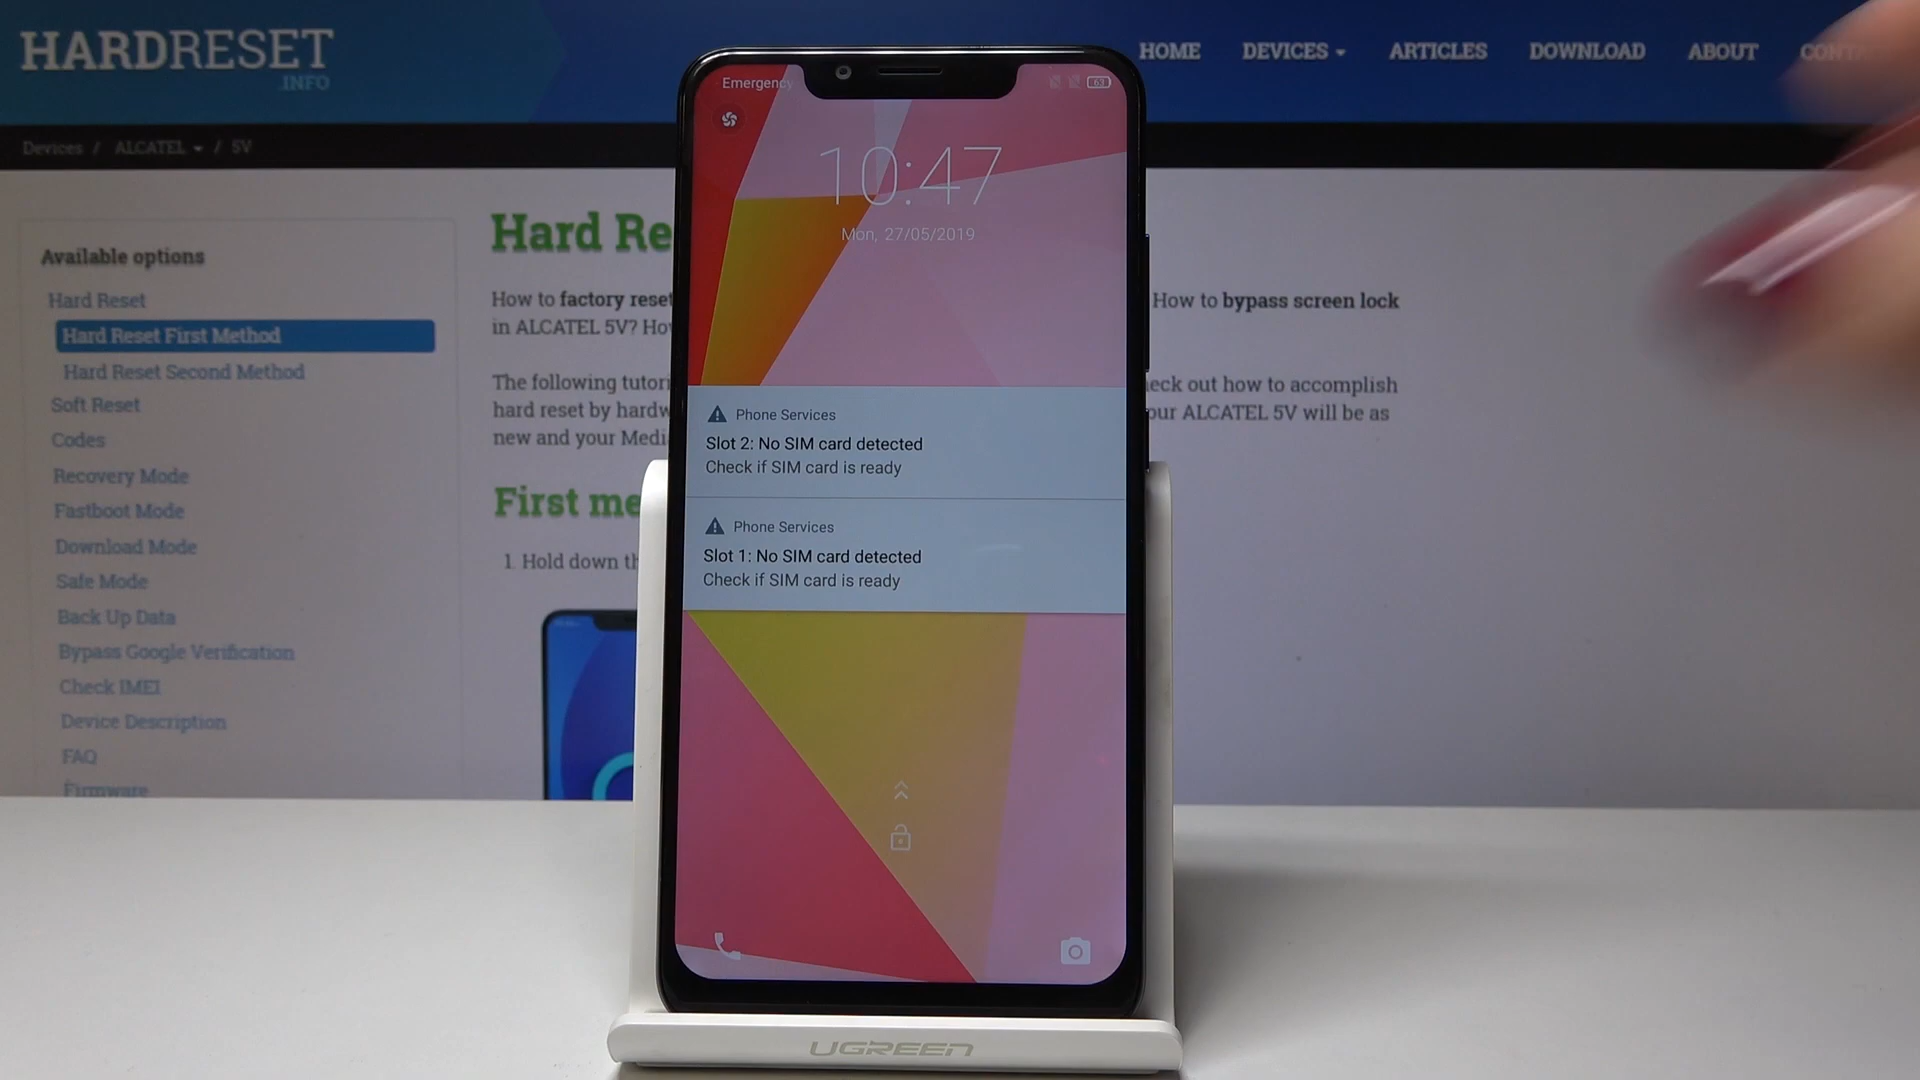 HARDRESET
.INFO
HOME DEVICES ARTICLES DOWNLOAD ABOUT
Devices / ALCATEL / 5V
Available options
Hard Reset
Hard Reset First Method
Hard Reset Second Method
Soft Reset
Codes
Recovery Mode
Fastboot Mode
Download Mode
Safe Mode
Back Up Data
Bypass Google Verification
Check IMEI
Device Description
FAQ
Firmware
Hard Re
How to factory reset
How to bypass screen lock
in ALCATEL 5V?
The following
eck out how to accomplish
hard reset by
our ALCATEL 5V will be as
new and your
First me
1. Hold down
Emergency
63
10:47
Mon, 27/05/2019
Phone Services
Slot 2: No SIM card detected
Check if SIM card is ready
Phone Services
Slot 1: No SIM card detected
Check if SIM card is ready
UGREEN